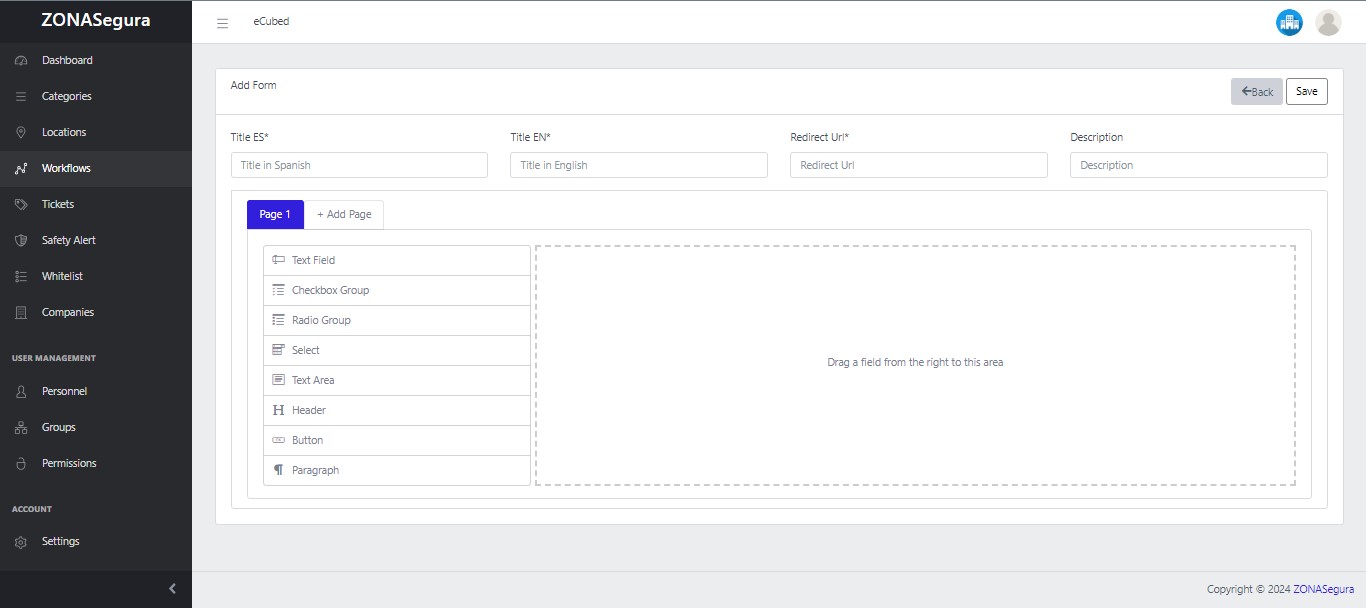 ZONASegura
eCubed
Dashboard
Categories
Locations
Workflows
Tickets
Safety Alert
Whitelist
Companies
USER MANAGEMENT
Personnel
Groups
Permissions
ACCOUNT
Settings
Add Form
Back
Save
Title ES*
Title EN*
Redirect Url*
Description
Title in Spanish
Title in English
Redirect Url
Description
Page 1
+ Add Page
Text Field
Checkbox Group
Radio Group
Select
Text Area
H Header
Button
¶ Paragraph
Drag a field from the right to this area
Copyright © 2024 ZONASegura